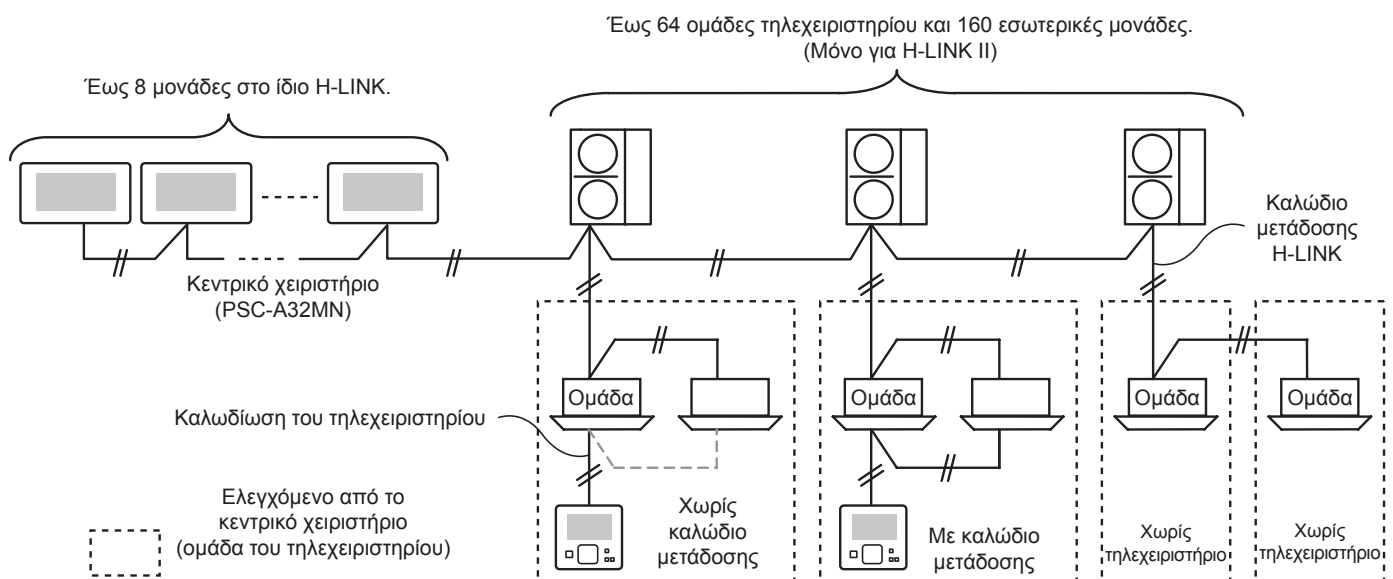 Έως 64 ομάδες τηλεχειριστηρίου και 160 εσωτερικές μονάδες.
(Μόνο για H-LINK II)
Έως 8 μονάδες στο ίδιο H-LINK.
Καλώδιο
μετάδοσης
H-LINK
Κεντρικό χειριστήριο
(PSC-A32MN)
Ομάδα
Ομάδα
Ομάδα
Ομάδα
Καλωδίωση του τηλεχειριστηρίου
Ελεγχόμενο από το
κεντρικό χειριστήριο
(ομάδα του τηλεχειριστηρίου)
Χωρίς
καλώδιο
μετάδοσης
Με καλώδιο
μετάδοσης
Χωρίς
τηλεχειριστήριο
Χωρίς
τηλεχειριστήριο